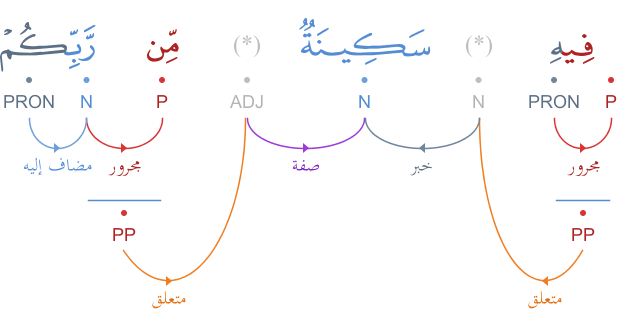 فِيهِ (*) سَكِينَةٌ (*) مِّن رَّبِّكُمْ
P PRON N N ADJ P N PRON
مجرور خبر صفة مجرور مضاف إليه
PP PP
متعلق متعلق